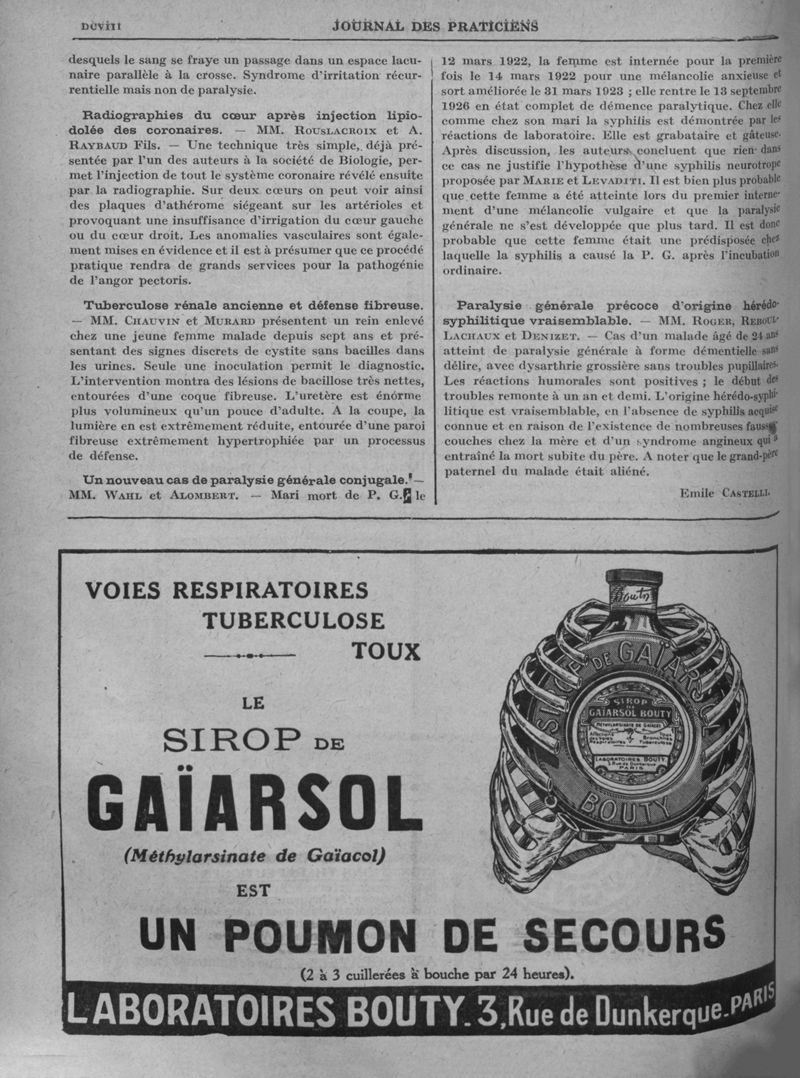 DCVIII
JOURNAL DES PRATICIENS
desquels le sang se fraye un passage dans un espace lacu-
naire parallèle à la crosse. Syndrome d'irritation récur-
rentielle mais non de paralysie.
Radiographies du cœur après injection lipio-
dolée des coronaires. — MM. ROUSLACROIX et A.
RAYBAUD Fils. — Une technique très simple, déjà pré-
sentée par l'un des auteurs à la société de Biologie, per-
met l'injection de tout le système coronaire révélé ensuite
par la radiographie. Sur deux cœurs on peut voir ainsi
des plaques d'athérome siégeant sur les artérioles et
provoquant une insuffisance d'irrigation du cœur gauche
ou du cœur droit. Les anomalies vasculaires sont égale-
ment mises en évidence et il est à présumer que ce procédé
pratique rendra de grands services pour la pathogénie
de l'angor pectoris.
Tuberculose rénale ancienne et défense fibreuse.
— MM. CHAUVIN et MURARD présentent un rein enlevé
chez une jeune femme malade depuis sept ans et pré-
sentant des signes discrets de cystite sans bacilles dans
les urines. Seule une inoculation permit le diagnostic.
L'intervention montra des lésions de bacillose très nettes,
entourées d'une coque fibreuse. L'uretère est énorme
plus volumineux qu'un pouce d'adulte. A la coupe, la
lumière en est extrêmement réduite, entourée d'une paroi
fibreuse extrêmement hypertrophiée par un processus
de défense.
Un nouveau cas de paralysie générale conjugale. —
MM. WAHL et ALOMBERT. — Mari mort de P. G. le
12 mars 1922, la femme est internée pour la première
fois le 14 mars 1922 pour une mélancolie anxieuse et
sort améliorée le 31 mars 1923 ; elle rentre le 13 septembre
1926 en état complet de démence paralytique. Chez elle
comme chez son mari la syphilis est démontrée par les
réactions de laboratoire. Elle est grabataire et gâteuse.
Après discussion, les auteurs concluent que rien dans
ce cas ne justifie l'hypothèse d'une syphilis neurotrope
proposée par MARIE et LEVADITI. Il est bien plus probable
que cette femme a été atteinte lors du premier interne-
ment d'une mélancolie vulgaire et que la paralysie
générale ne s'est développée que plus tard. Il est donc
probable que cette femme était une prédisposée chez
laquelle la syphilis a causé la P. G. après l'incubation
ordinaire.
Paralysie générale précoce d'origine hérédo-
syphilitique vraisemblable. — MM. ROGER, REBOUL-
LACHAUX et DENIZET. — Cas d'un malade âgé de 24 ans
atteint de paralysie générale à forme démentielle sans
délire, avec dysarthrie grossière sans troubles pupillaires.
Les réactions humorales sont positives ; le début des
troubles remonte à un an et demi. L'origine hérédo-syphi-
litique est vraisemblable, en l'absence de syphilis acquise
connue et en raison de l'existence de nombreuses fausses
couches chez la mère et d'un syndrome angineux qui a
entraîné la mort subite du père. A noter que le grand-père
paternel du malade était aliéné.
Emile CASTELLI.
VOIES RESPIRATOIRES
TUBERCULOSE
TOUX
LE
SIROP DE
GAÏARSOL
(Méthylarsinate de Gaïacol)
EST
UN POUMON DE SECOURS
(2 à 3 cuillerées à bouche par 24 heures).
LABORATOIRES BOUTY_3, Rue de Dunkerque_PARIS
Bouty
SIROP DE GAÏARSOL
BOUTY
SIROP
DE
GAÏARSOL BOUTY
MÉTHYLARSINATE DE GAÏACOL
Affections Toux
des voies Bronchites
Respiratoires Tuberculose
LABORATOIRES BOUTY
3 Rue de Dunkerque
PARIS